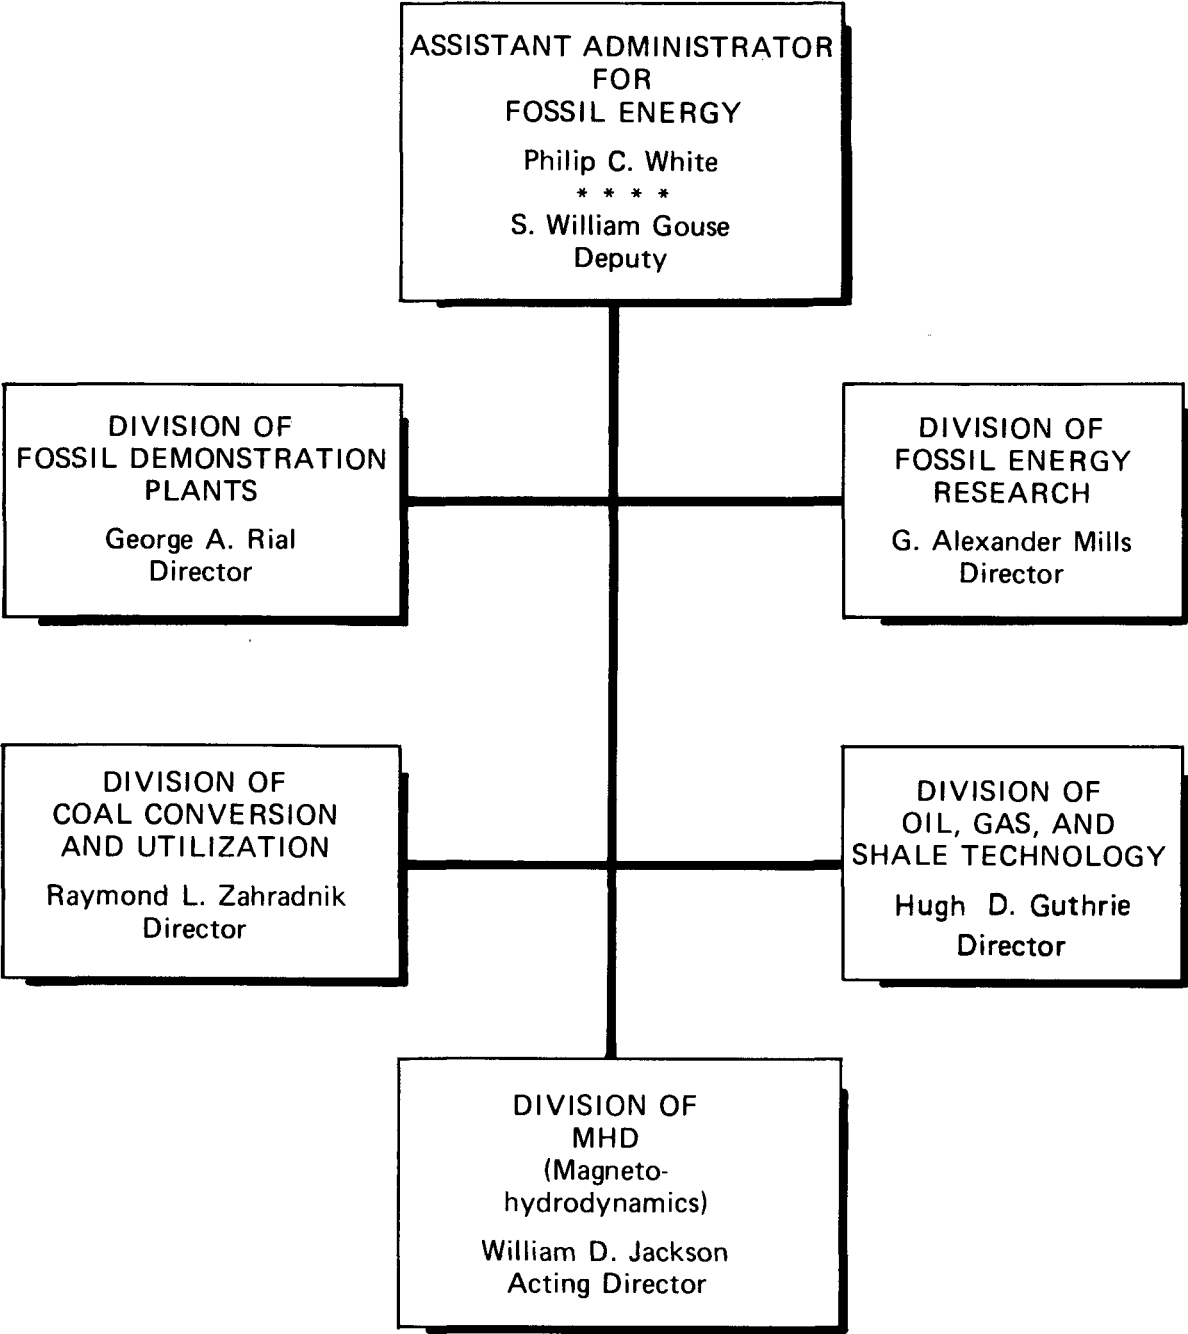 ASSISTANT ADMINISTRATOR
FOR
FOSSIL ENERGY
Philip C. White
* * * *
S. William Gouse
Deputy
DIVISION OF
FOSSIL DEMONSTRATION
PLANTS
George A. Rial
Director
DIVISION OF
FOSSIL ENERGY
RESEARCH
G. Alexander Mills
Director
DIVISION OF
COAL CONVERSION
AND UTILIZATION
Raymond L. Zahradnik
Director
DIVISION OF
OIL, GAS, AND
SHALE TECHNOLOGY
Hugh D. Guthrie
Director
DIVISION OF
MHD
(Magneto-
hydrodynamics)
William D. Jackson
Acting Director